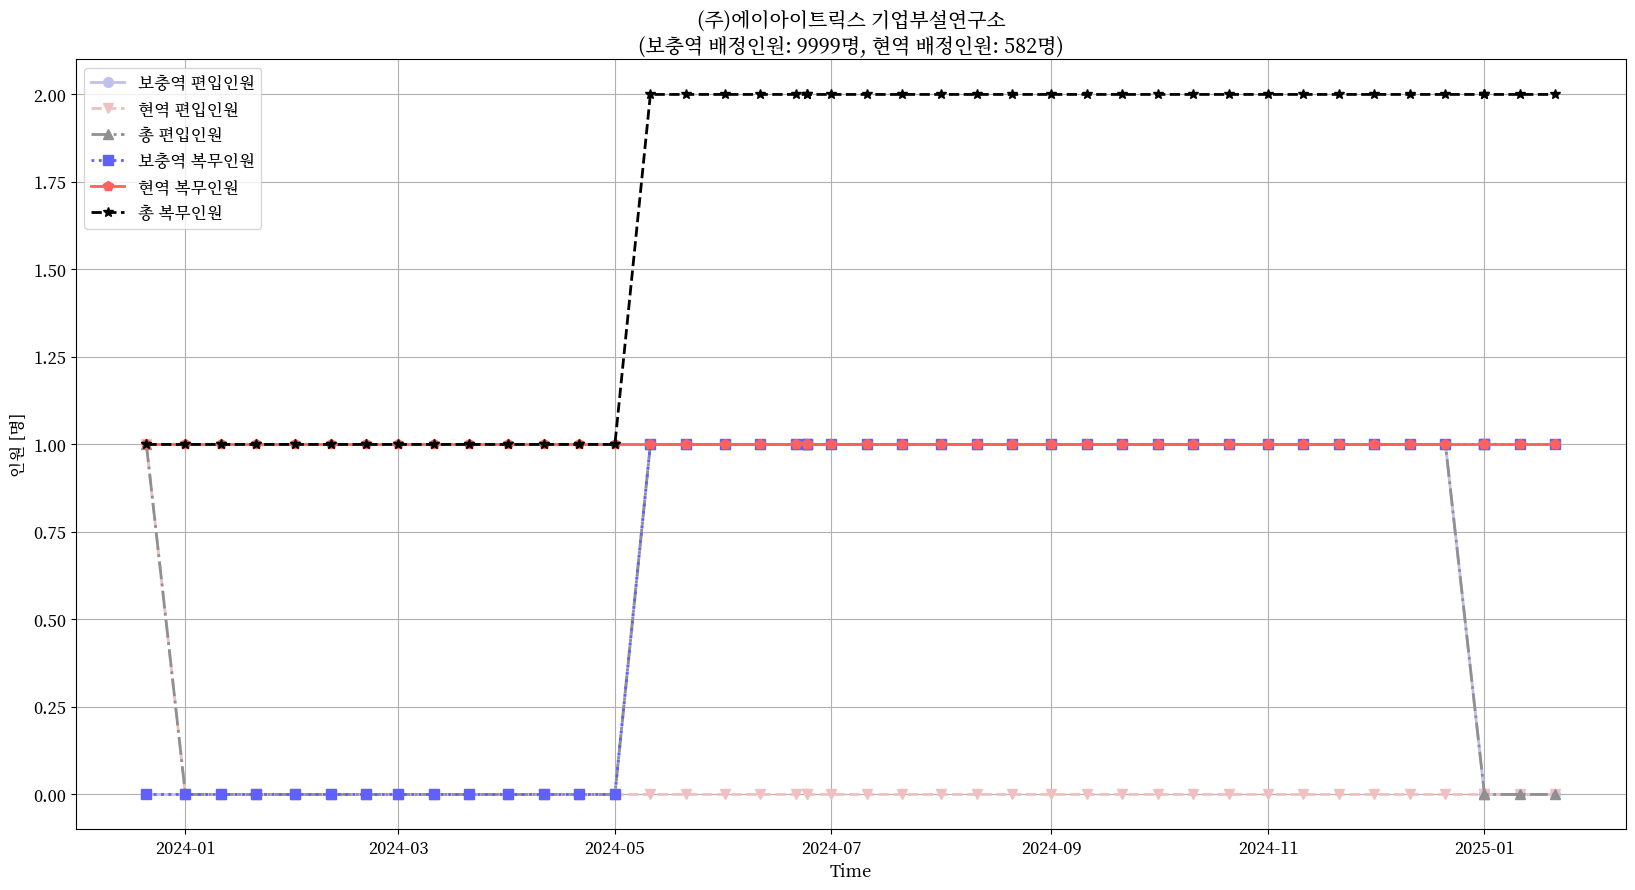 (주)에이아이트릭스 기업부설연구소
(보충역 배정인원: 9999명, 현역 배정인원: 582명)
보충역 편입인원
현역 편입인원
총 편입인원
보충역 복무인원
현역 복무인원
총 복무인원
2.00
1.75
1.50
1.25
1.00
0.75
0.50
0.25
0.00
인원 [명]
2024-01
2024-03
2024-05
2024-07
2024-09
2024-11
2025-01
Time